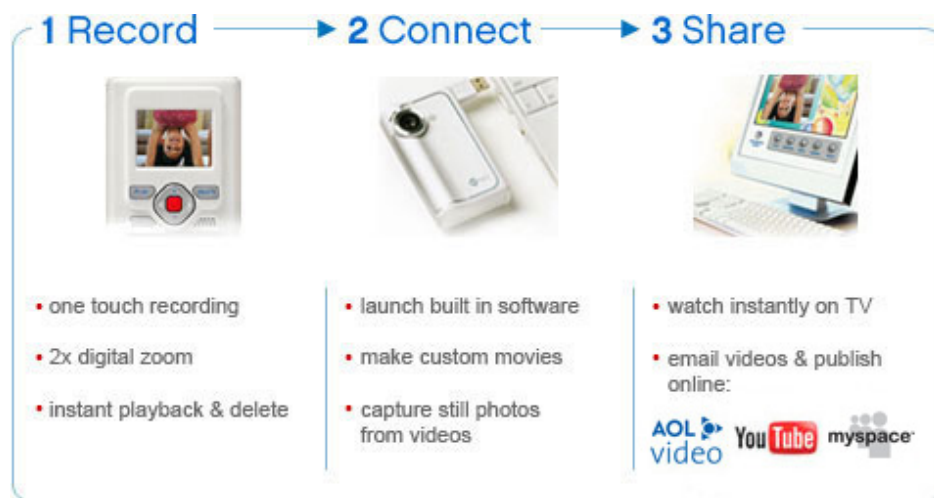 1 Record
2 Connect
3 Share
• one touch recording
• 2x digital zoom
• instant playback & delete
• launch built in software
• make custom movies
• capture still photos
from videos
• watch instantly on TV
• email videos & publish
online:
AOL
video
YouTube
myspace